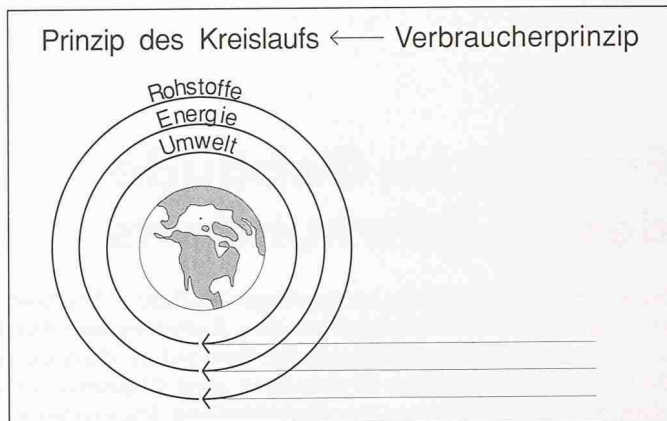 Prinzip des Kreislaufs ← Verbraucherprinzip
Rohstoffe
Energie
Umwelt